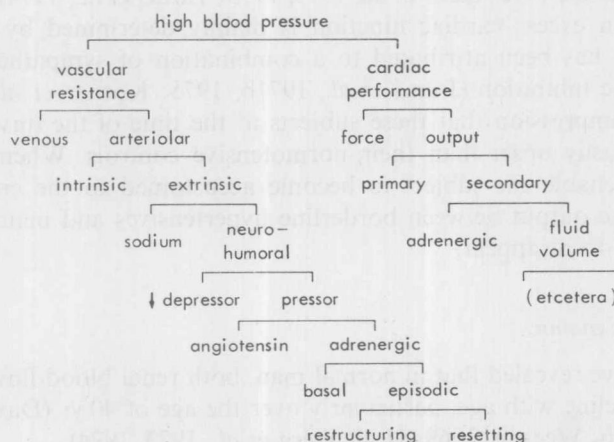 high blood pressure
vascular resistance
cardiac performance
venous arteriolar
force output
intrinsic extrinsic
primary secondary
sodium
neuro-humoral
adrenergic
fluid volume
↓ depressor pressor
(etcetera)
angiotensin adrenergic
basal episodic
restructuring resetting